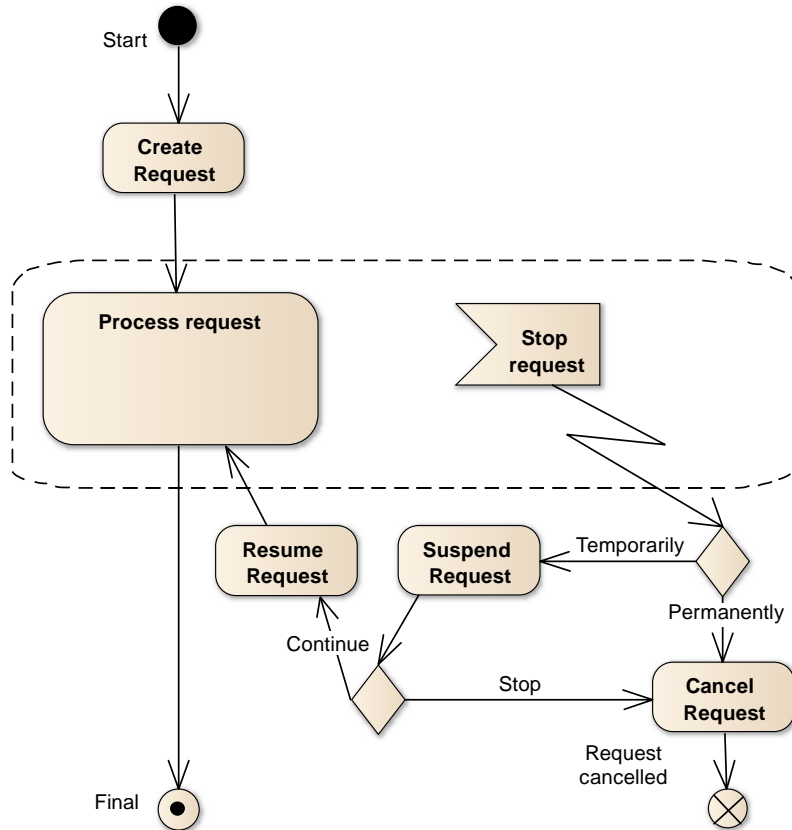 Start
Create
Request
Process request
Stop
request
Resume
Request
Suspend
Request
Temporarily
Permanently
Continue
Stop
Cancel
Request
Request
cancelled
Final